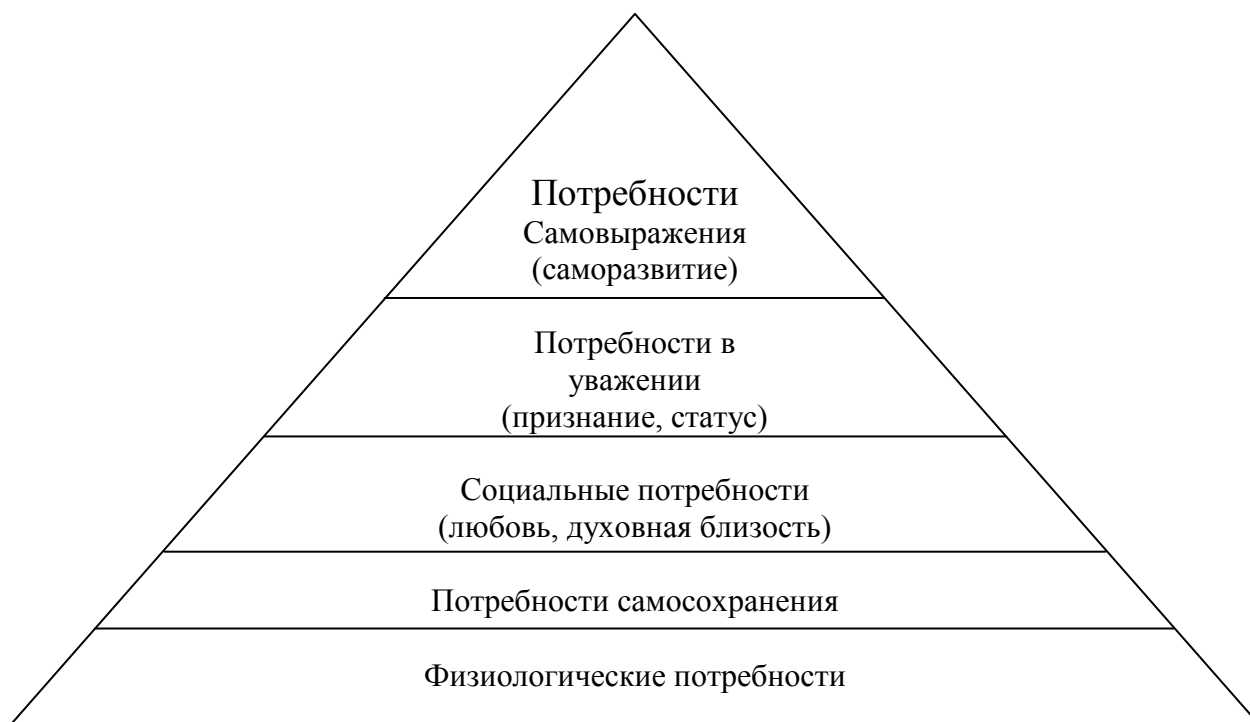 Потребности
Самовыражения
(саморазвитие)
Потребности в
уважении
(признание, статус)
Социальные потребности
(любовь, духовная близость)
Потребности самосохранения
Физиологические потребности